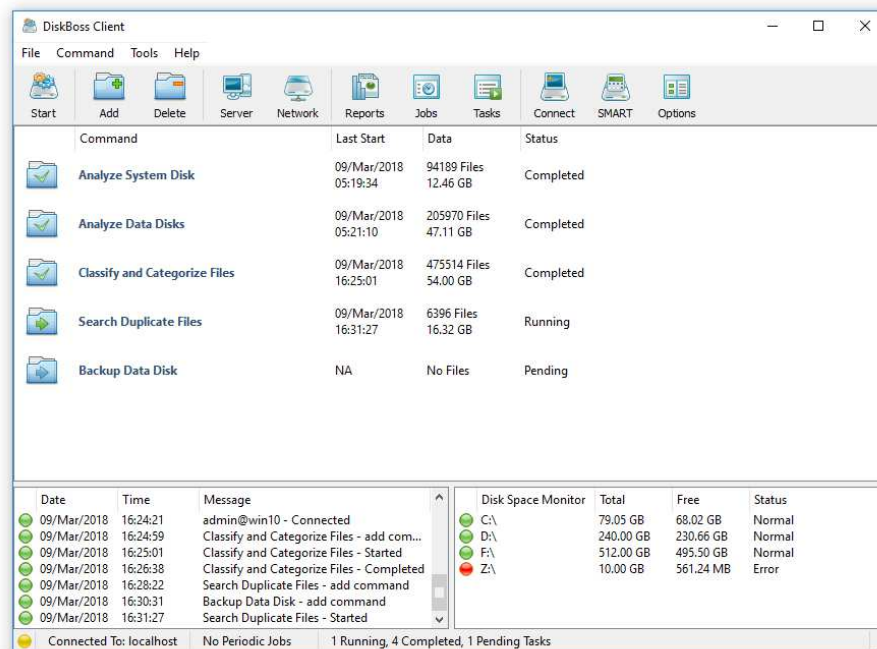 DiskBoss Client
File Command Tools Help
Start Add Delete Server Network Reports Jobs Tasks Connect SMART Options
Command Last Start Data Status
Analyze System Disk 09/Mar/2018 05:19:34 94189 Files 12.46 GB Completed
Analyze Data Disks 09/Mar/2018 05:21:10 205970 Files 47.11 GB Completed
Classify and Categorize Files 09/Mar/2018 16:25:01 475514 Files 54.00 GB Completed
Search Duplicate Files 09/Mar/2018 16:31:27 6396 Files 16.32 GB Running
Backup Data Disk NA No Files Pending
Date Time Message
09/Mar/2018 16:24:21 admin@win10 - Connected
09/Mar/2018 16:24:59 Classify and Categorize Files - add com...
09/Mar/2018 16:25:01 Classify and Categorize Files - Started
09/Mar/2018 16:26:38 Classify and Categorize Files - Completed
09/Mar/2018 16:28:22 Search Duplicate Files - add command
09/Mar/2018 16:30:31 Backup Data Disk - add command
09/Mar/2018 16:31:27 Search Duplicate Files - Started
Disk Space Monitor Total Free Status
C:\ 79.05 GB 68.02 GB Normal
D:\ 240.00 GB 230.66 GB Normal
F:\ 512.00 GB 495.50 GB Normal
Z:\ 10.00 GB 561.24 MB Error
Connected To: localhost No Periodic Jobs 1 Running, 4 Completed, 1 Pending Tasks